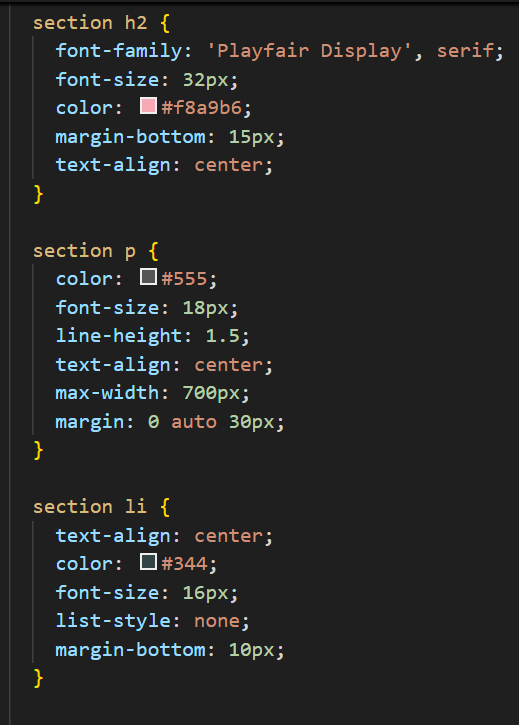 section h2 {
  font-family: 'Playfair Display', serif;
  font-size: 32px;
  color: #f8a9b6;
  margin-bottom: 15px;
  text-align: center;
}

section p {
  color: #555;
  font-size: 18px;
  line-height: 1.5;
  text-align: center;
  max-width: 700px;
  margin: 0 auto 30px;
}

section li {
  text-align: center;
  color: #344;
  font-size: 16px;
  list-style: none;
  margin-bottom: 10px;
}